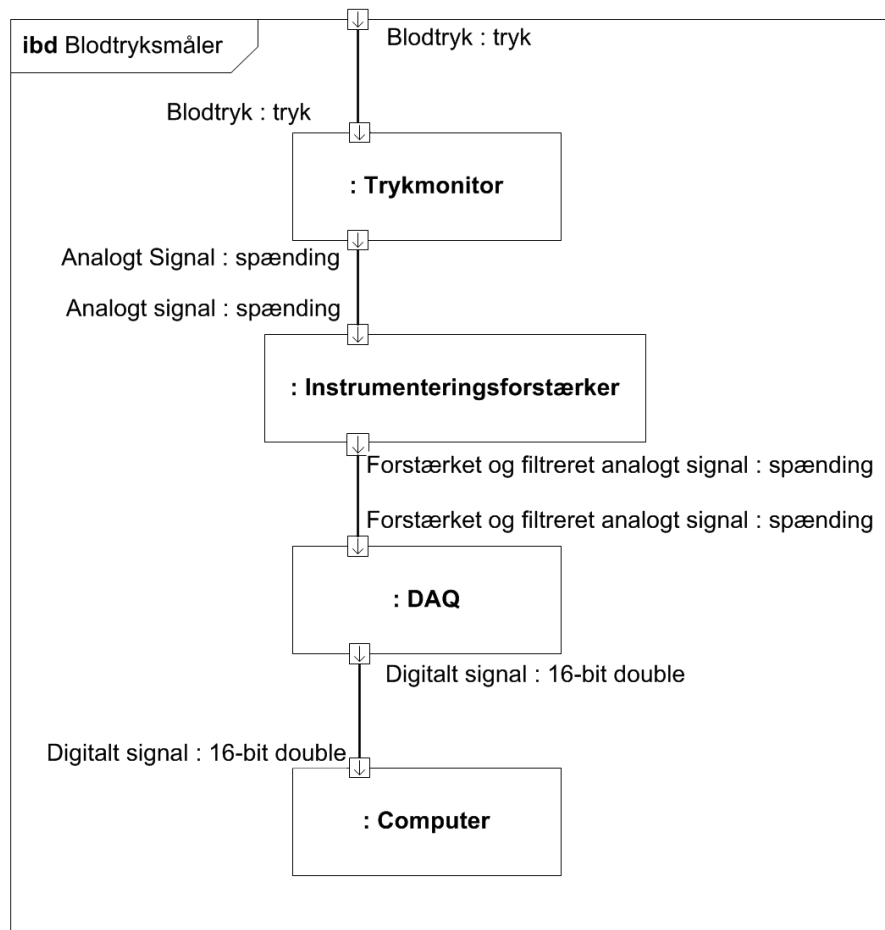 ibd Blodtryksmåler
Blodtryk : tryk
Blodtryk : tryk
: Trykmonitor
Analogt Signal : spænding
Analogt signal : spænding
: Instrumenteringsforstærker
Forstærket og filtreret analogt signal : spænding
Forstærket og filtreret analogt signal : spænding
: DAQ
Digitalt signal : 16-bit double
Digitalt signal : 16-bit double
: Computer